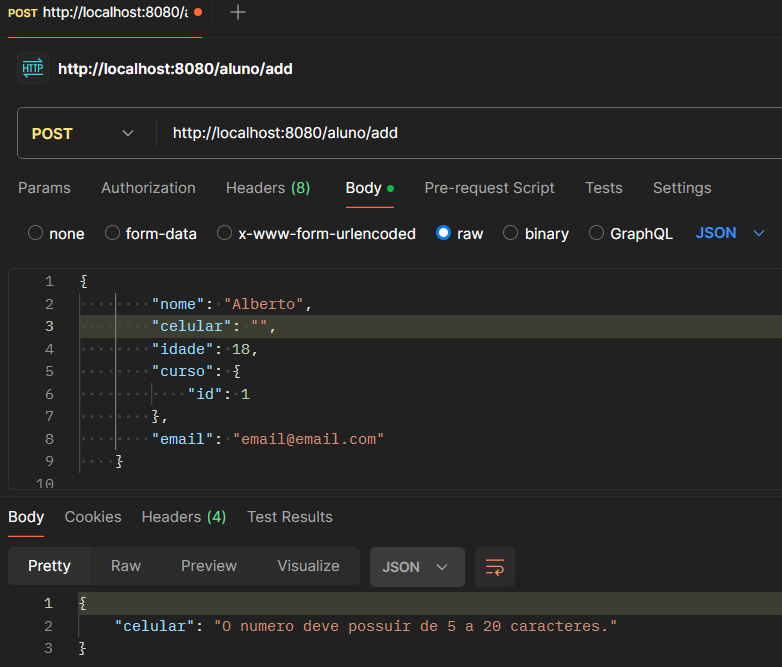 POST http://localhost:8080/a
HTTP http://localhost:8080/aluno/add
POST http://localhost:8080/aluno/add
Params Authorization Headers (8) Body Pre-request Script Tests Settings
none form-data x-www-form-urlencoded raw binary GraphQL JSON
1 {
2 "nome": "Alberto",
3 "celular": "",
4 "idade": 18,
5 "curso": {
6 "id": 1
7 },
8 "email": "email@email.com"
9 }
10
Body Cookies Headers (4) Test Results
Pretty Raw Preview Visualize JSON
1 {
2 "celular": "O numero deve possuir de 5 a 20 caracteres."
3 }